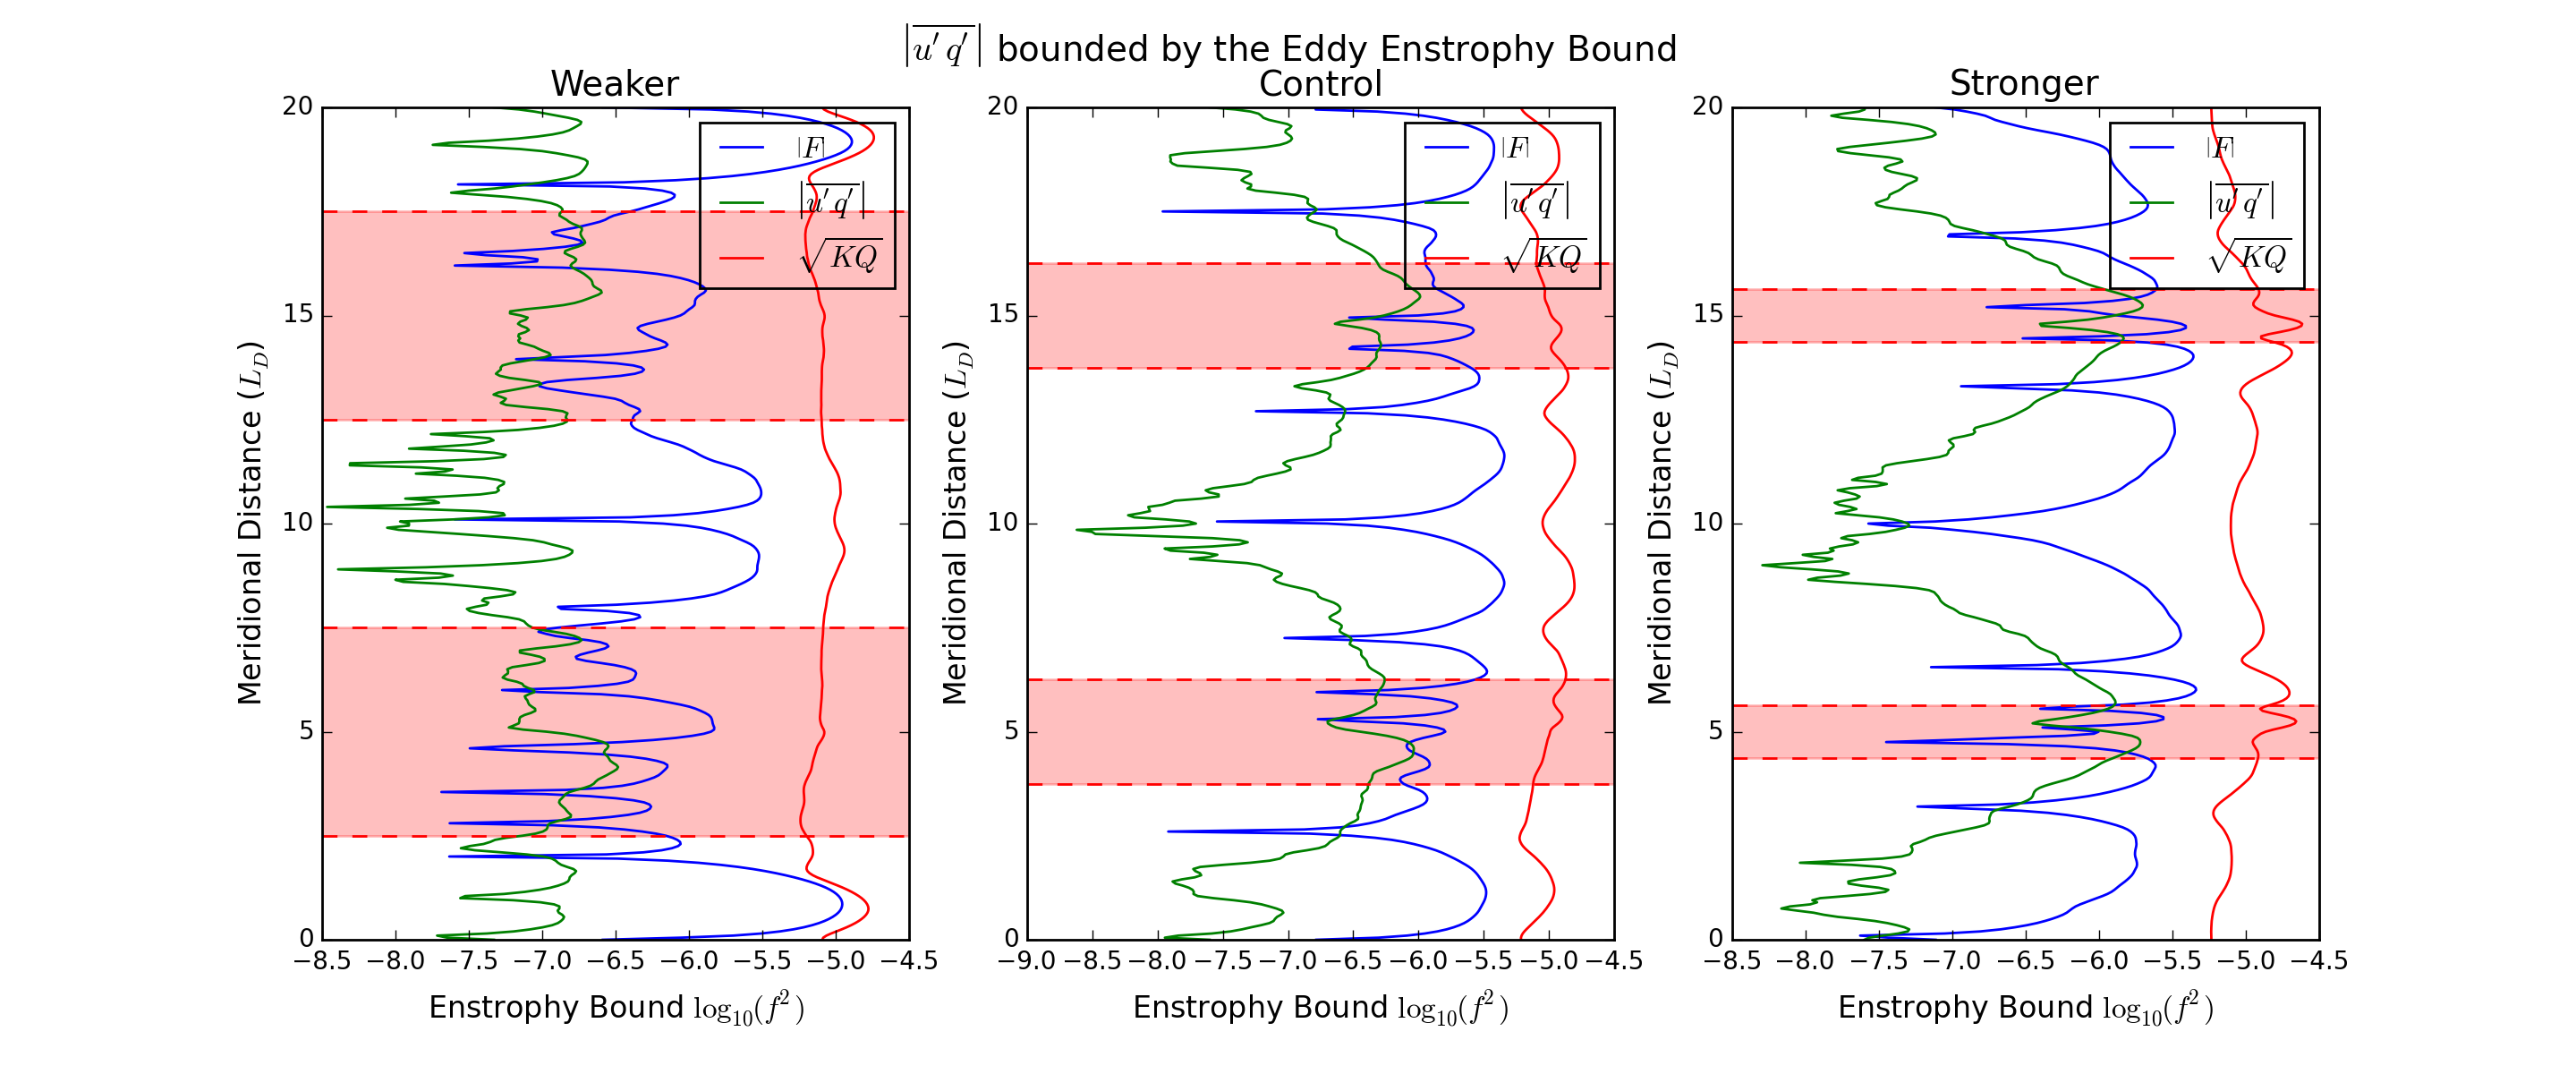 |u′ q′| bounded by the Eddy Enstrophy Bound
Weaker
Control
Stronger
20
15
10
5
0
Meridional Distance (L_D)
|F|
|u′ q′|
√KQ
−8.5 −8.0 −7.5 −7.0 −6.5 −6.0 −5.5 −5.0 −4.5
Enstrophy Bound log₁₀(f²)
20
15
10
5
0
Meridional Distance (L_D)
|F|
|u′ q′|
√KQ
−9.0 −8.5 −8.0 −7.5 −7.0 −6.5 −6.0 −5.5 −5.0 −4.5
Enstrophy Bound log₁₀(f²)
20
15
10
5
0
Meridional Distance (L_D)
|F|
|u′ q′|
√KQ
−8.5 −8.0 −7.5 −7.0 −6.5 −6.0 −5.5 −5.0 −4.5
Enstrophy Bound log₁₀(f²)